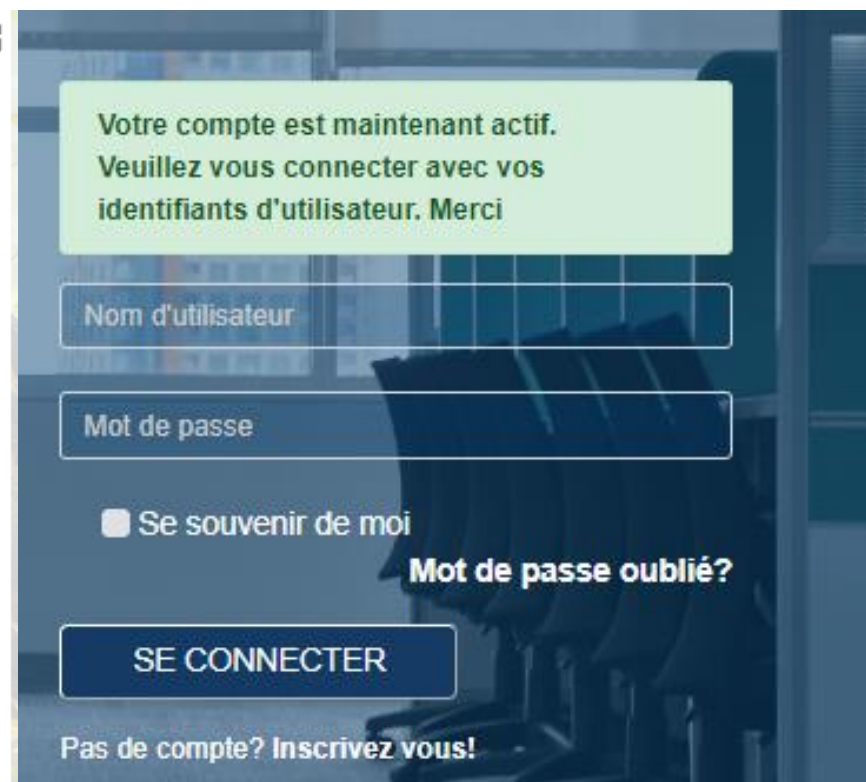 Votre compte est maintenant actif.
Veuillez vous connecter avec vos
identifiants d'utilisateur. Merci
Nom d'utilisateur
Mot de passe
Se souvenir de moi
Mot de passe oublié?
SE CONNECTER
Pas de compte? Inscrivez vous!